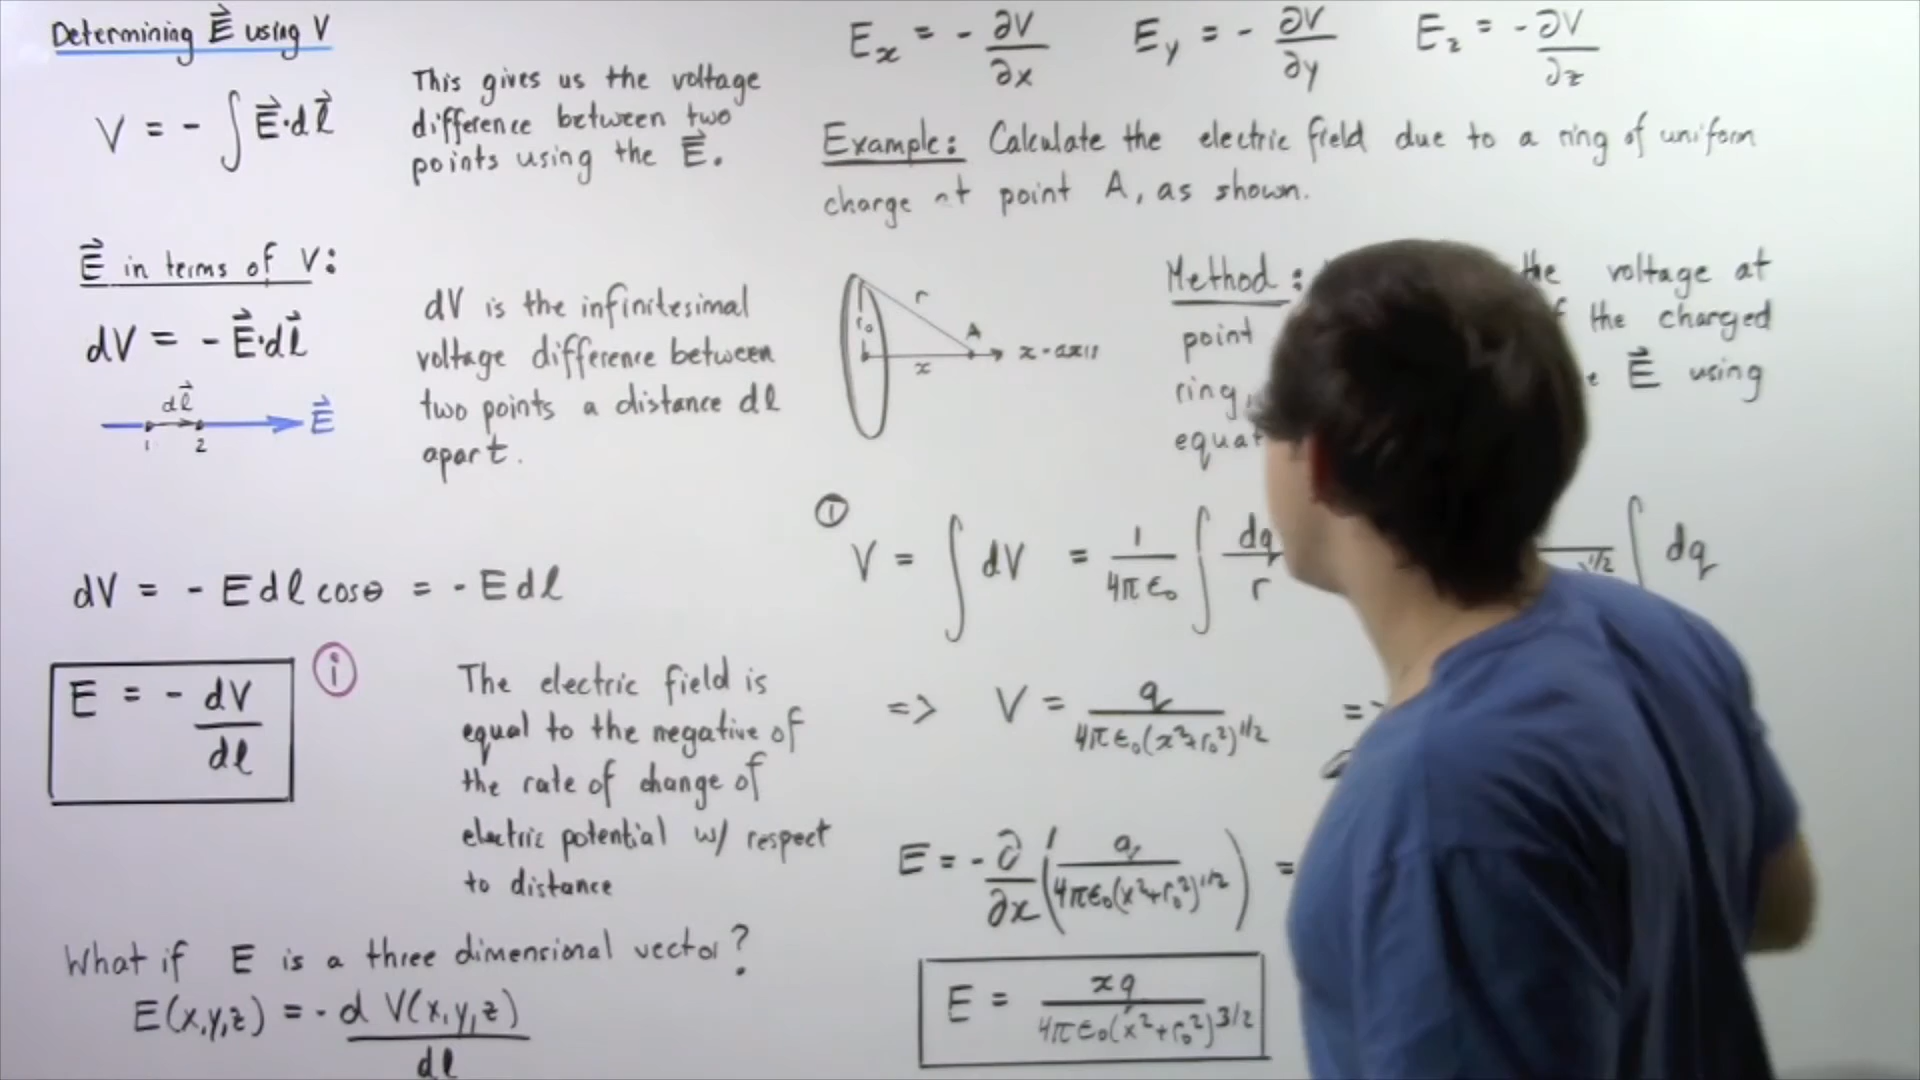 Determining E⃗ using V
V = - ∫ E⃗·dl⃗
This gives us the voltage
difference between two
points using the E⃗.
E⃗ in terms of V:
dV = - E⃗·dl⃗
dl⃗
1 2 E⃗
dV is the infinitesimal
voltage difference between
two points a distance dl
apart.
dV = - E dl cosθ = - E dl
E = - dV/dl
i
The electric field is
equal to the negative of
the rate of change of
electric potential w/ respect
to distance
What if E is a three dimensional vector?
E(x,y,z) = - d V(x,y,z)/dl
Ex = - ∂V/∂x Ey = - ∂V/∂y Ez = - ∂V/∂z
Example: Calculate the electric field due to a ring of uniform
charge at point A, as shown.
r
r₀
A
x
x-axis
Method: the voltage at
point the charged
ring, E⃗ using
① V = ∫ dV = 1/4πε₀ ∫ dq/r 1/2 ∫ dq
=> V = q/4πε₀(x²+r₀²)^1/2 =>
E = - ∂/∂x (q/4πε₀(x²+r₀²)^1/2) =
E = xq/4πε₀(x²+r₀²)^3/2